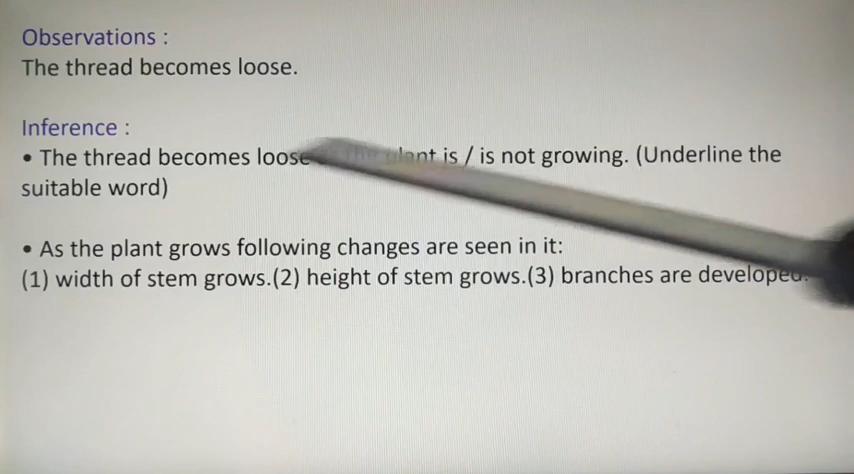 Observations :
The thread becomes loose.
Inference :
• The thread becomes loose the plant is / is not growing. (Underline the
suitable word)
• As the plant grows following changes are seen in it:
(1) width of stem grows.(2) height of stem grows.(3) branches are developed.